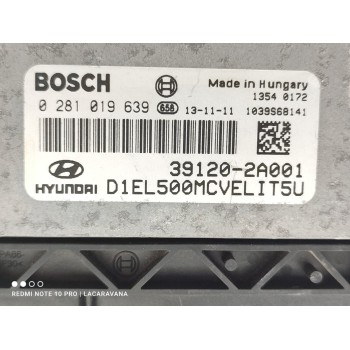 BOSCH
Made in Hungary
1354 0172
0 281 019 639 658 13-11-11 1039S68141
39120-2A001
HYUNDAI D1EL500MCVELIT5U
REDMI NOTE 10 PRO | LACARAVANA